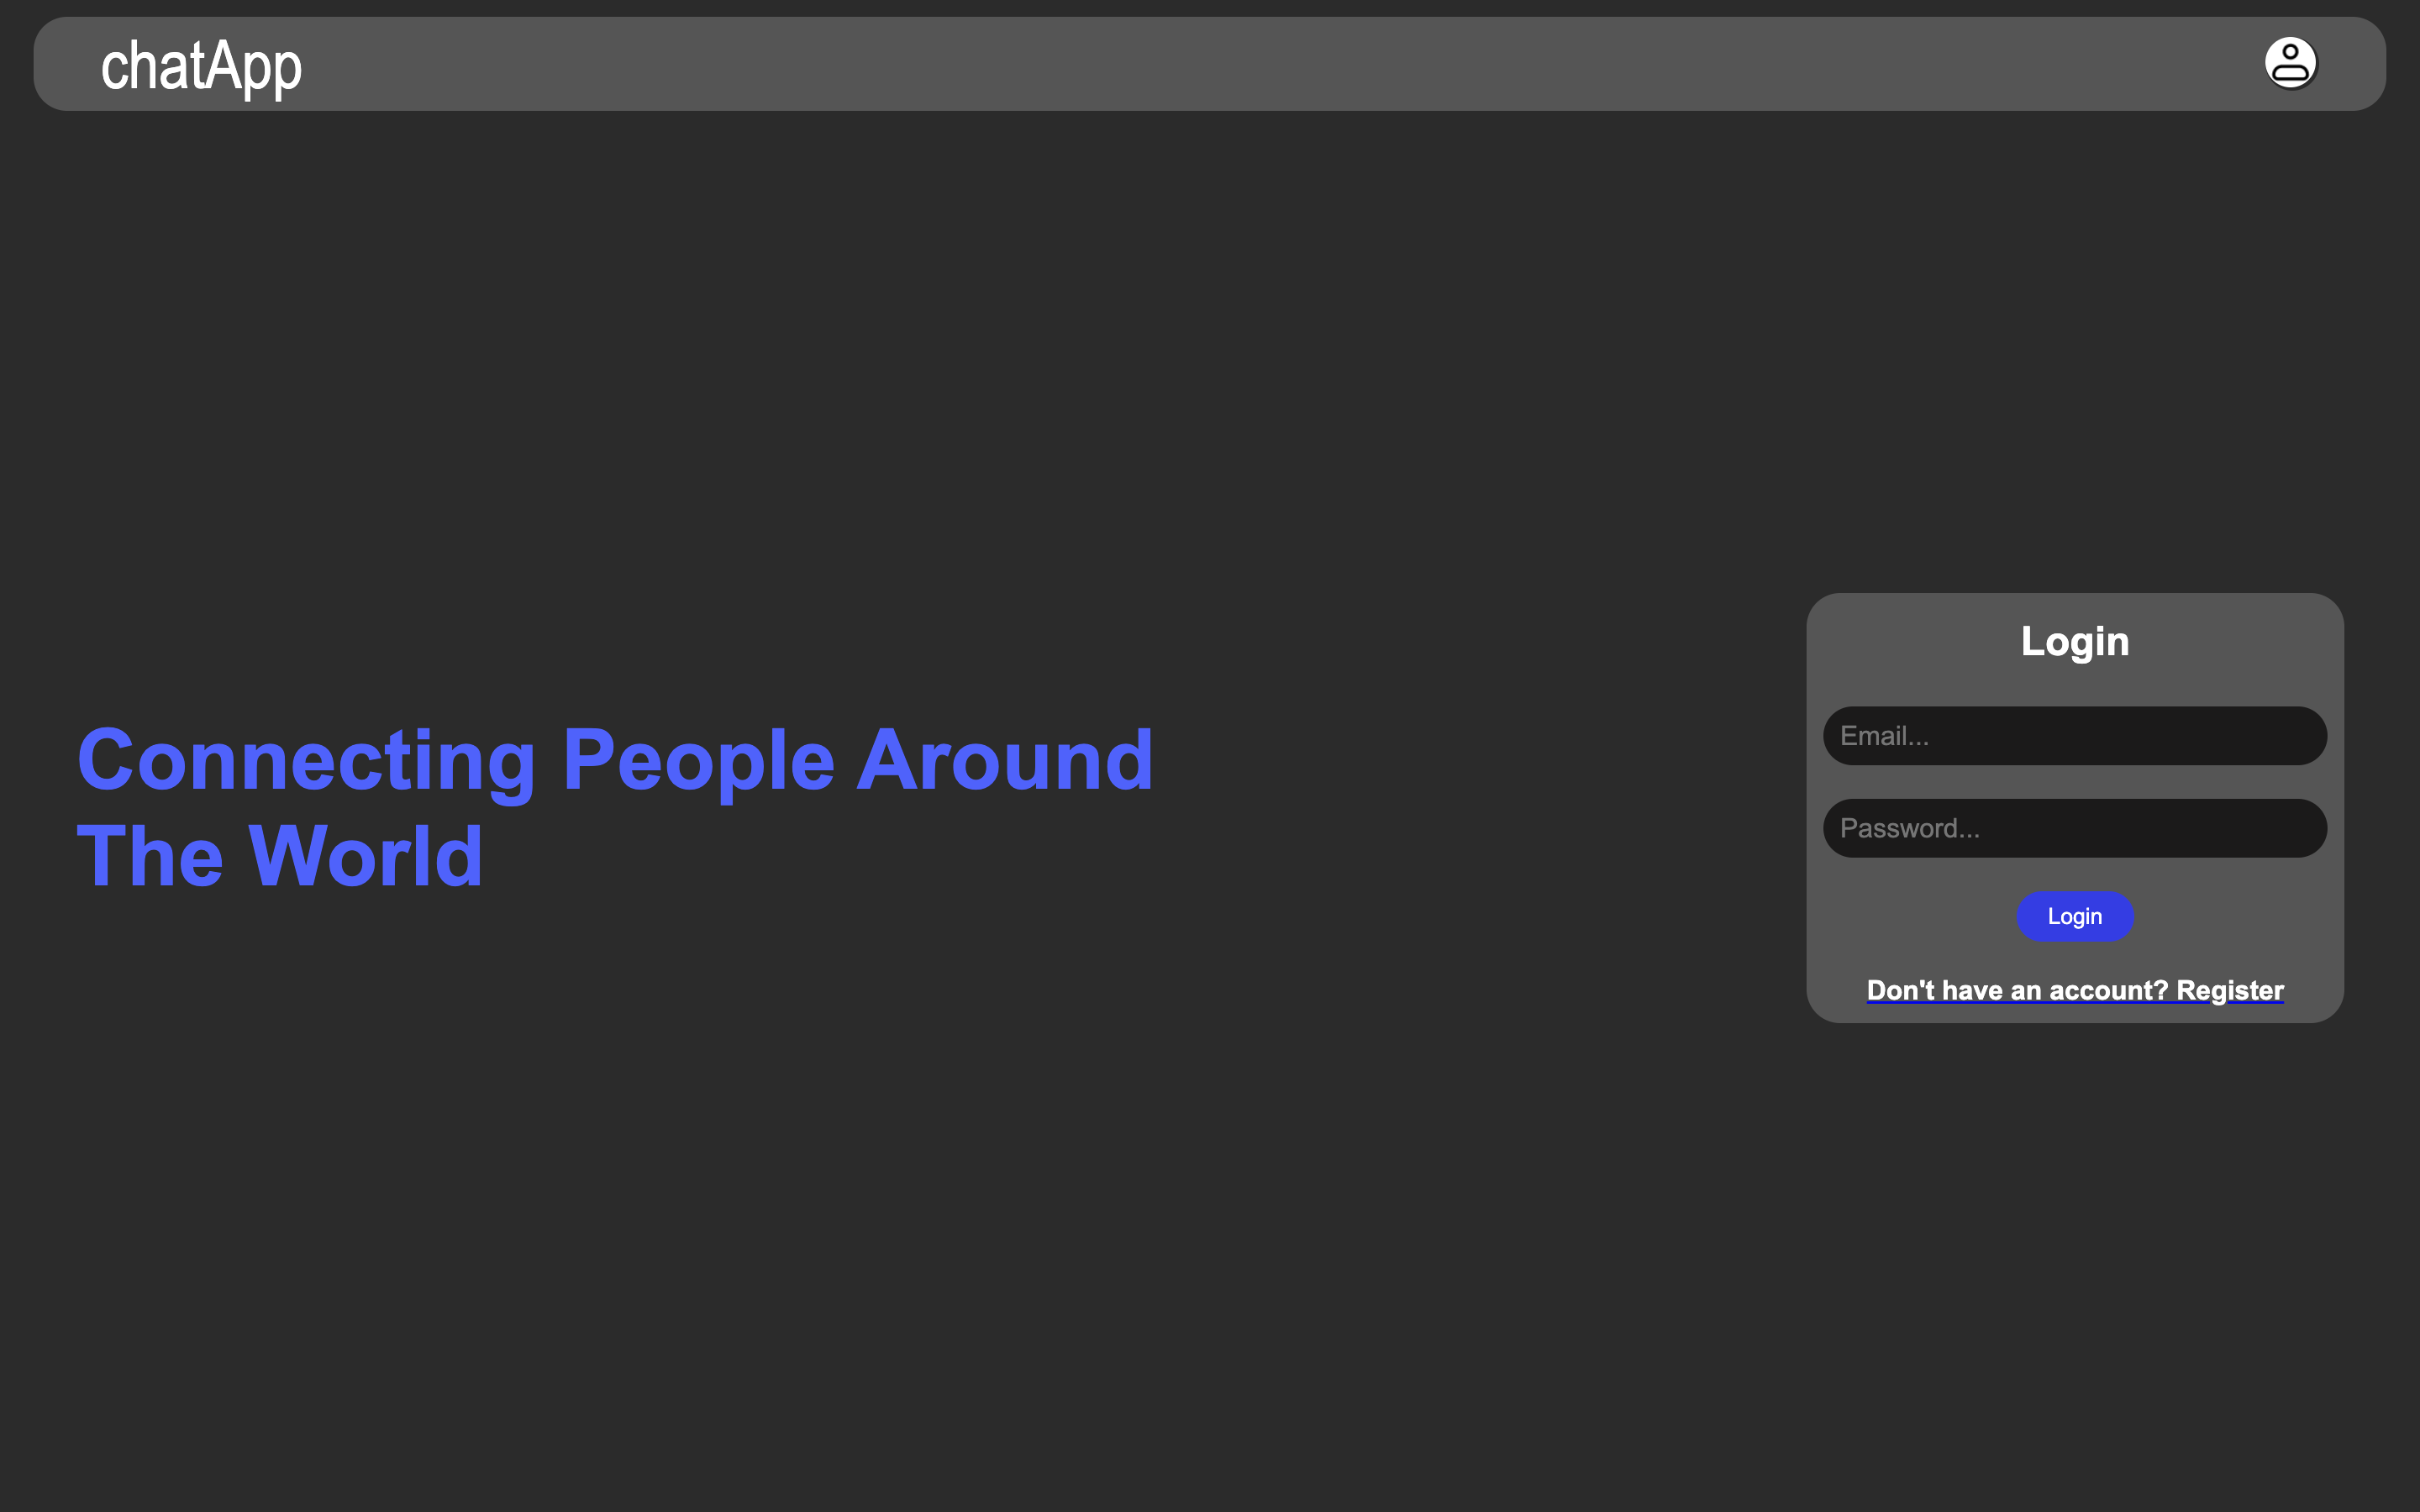 chatApp
Connecting People Around
The World
Login
Email...
Password...
Login
Don't have an account? Register